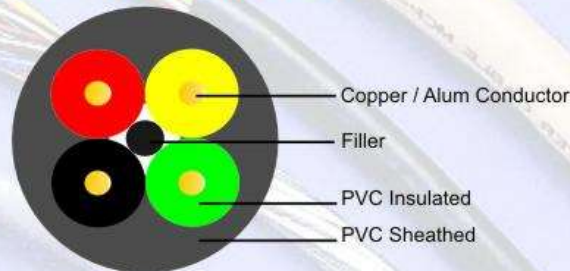 Copper / Alum Conductor
Filler
PVC Insulated
PVC Sheathed